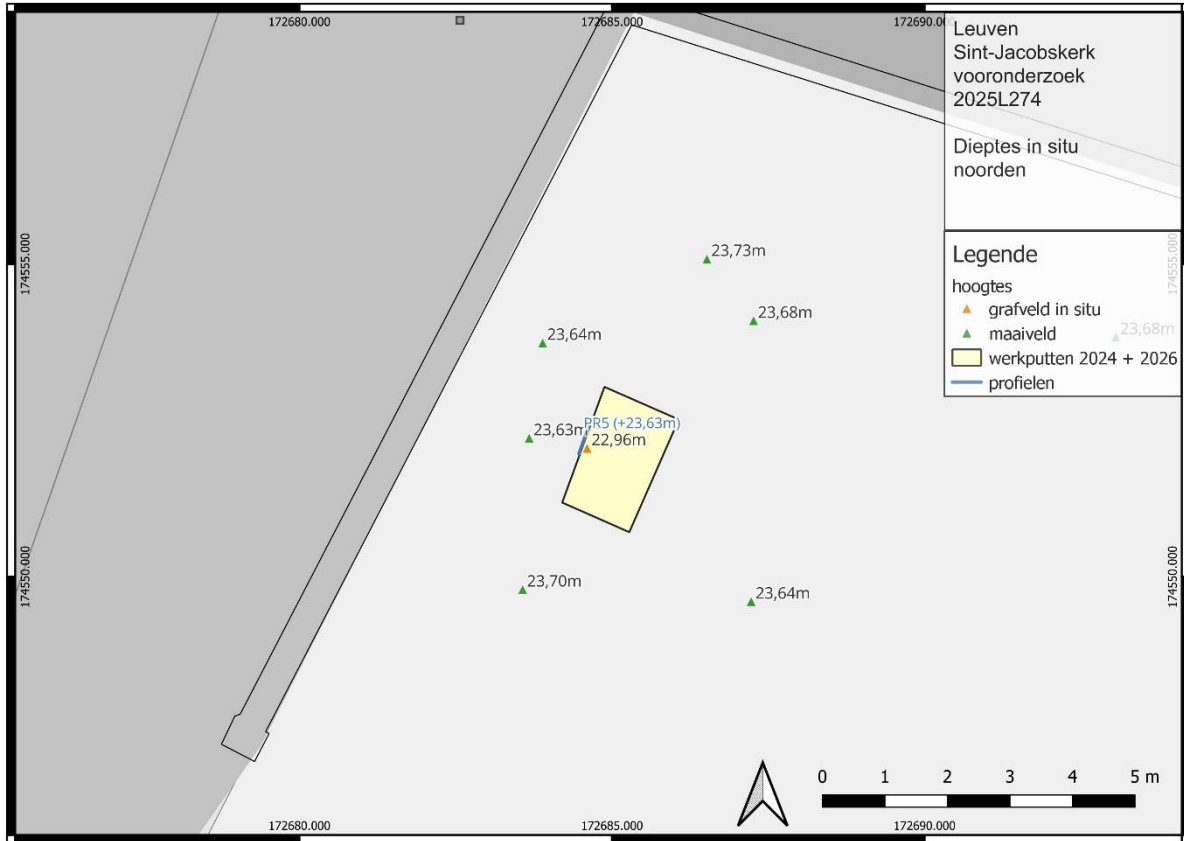 172680.000
172685.000
172690.000
Leuven
Sint-Jacobskerk
vooronderzoek
2025L274
Dieptes in situ
noorden
Legende
hoogtes
grafveld in situ
maaiveld
werkputten 2024 + 2026
profielen
174555.000
174555.000
23,73m
23,68m
23,64m
23,68m
PR5 (+23,63m)
23,63m
22,96m
174550.000
174550.000
23,70m
23,64m
0 1 2 3 4 5 m
172680.000
172685.000
172690.000